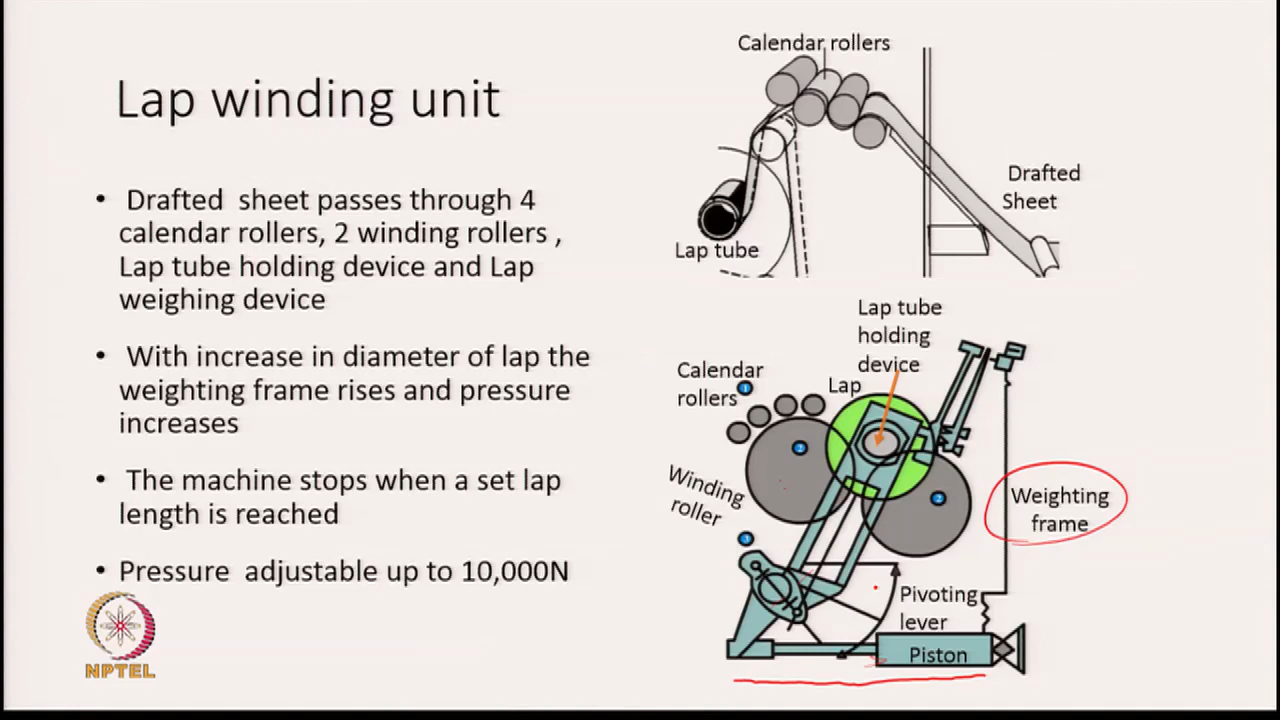 Lap winding unit
• Drafted sheet passes through 4
calendar rollers, 2 winding rollers ,
Lap tube holding device and Lap
weighing device
• With increase in diameter of lap the
weighting frame rises and pressure
increases
• The machine stops when a set lap
length is reached
• Pressure adjustable up to 10,000N
NPTEL
Calendar rollers
Drafted
Sheet
Lap tube
Lap tube
holding
device
Calendar
rollers
1
Lap
2
Winding
roller
2
Weighting
frame
3
Pivoting
lever
Piston